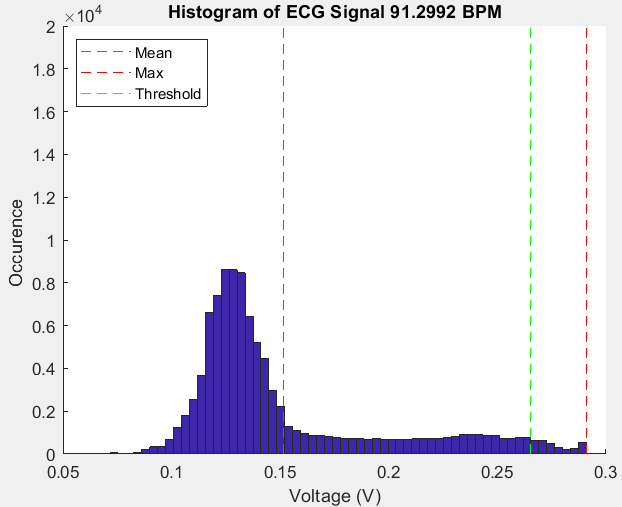 Histogram of ECG Signal 91.2992 BPM
×10⁴
2
1.8
1.6
1.4
1.2
1
0.8
0.6
0.4
0.2
0
Occurence
Mean
Max
Threshold
0.05 0.1 0.15 0.2 0.25 0.3
Voltage (V)